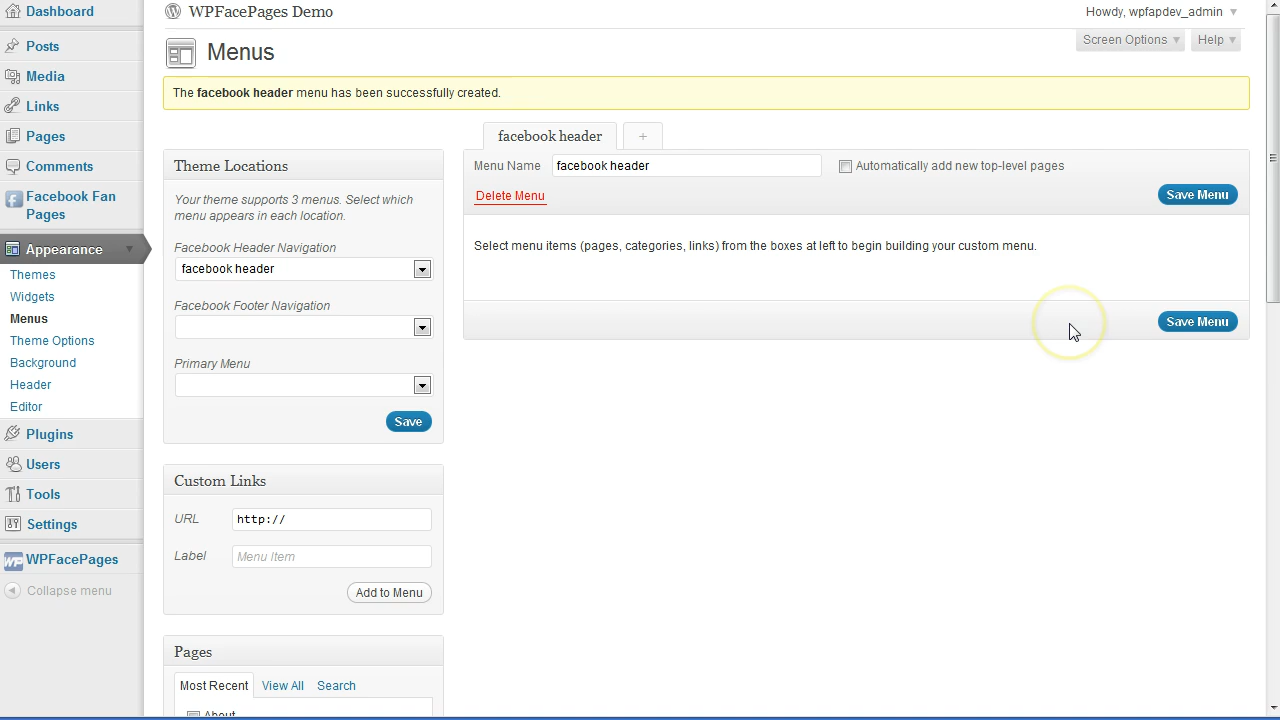 Dashboard
Posts
Media
Links
Pages
Comments
Facebook Fan
Pages
Appearance
Themes
Widgets
Menus
Theme Options
Background
Header
Editor
Plugins
Users
Tools
Settings
WPFacePages
Collapse menu
WPFacePages Demo
Howdy, wpfapdev_admin
Screen Options
Help
Menus
The facebook header menu has been successfully created.
Theme Locations
Your theme supports 3 menus. Select which
menu appears in each location.
Facebook Header Navigation
facebook header
Facebook Footer Navigation
Primary Menu
Save
Custom Links
URL
http://
Label
Menu Item
Add to Menu
Pages
Most Recent
View All
Search
About
facebook header
+
Menu Name
facebook header
Automatically add new top-level pages
Delete Menu
Save Menu
Select menu items (pages, categories, links) from the boxes at left to begin building your custom menu.
Save Menu